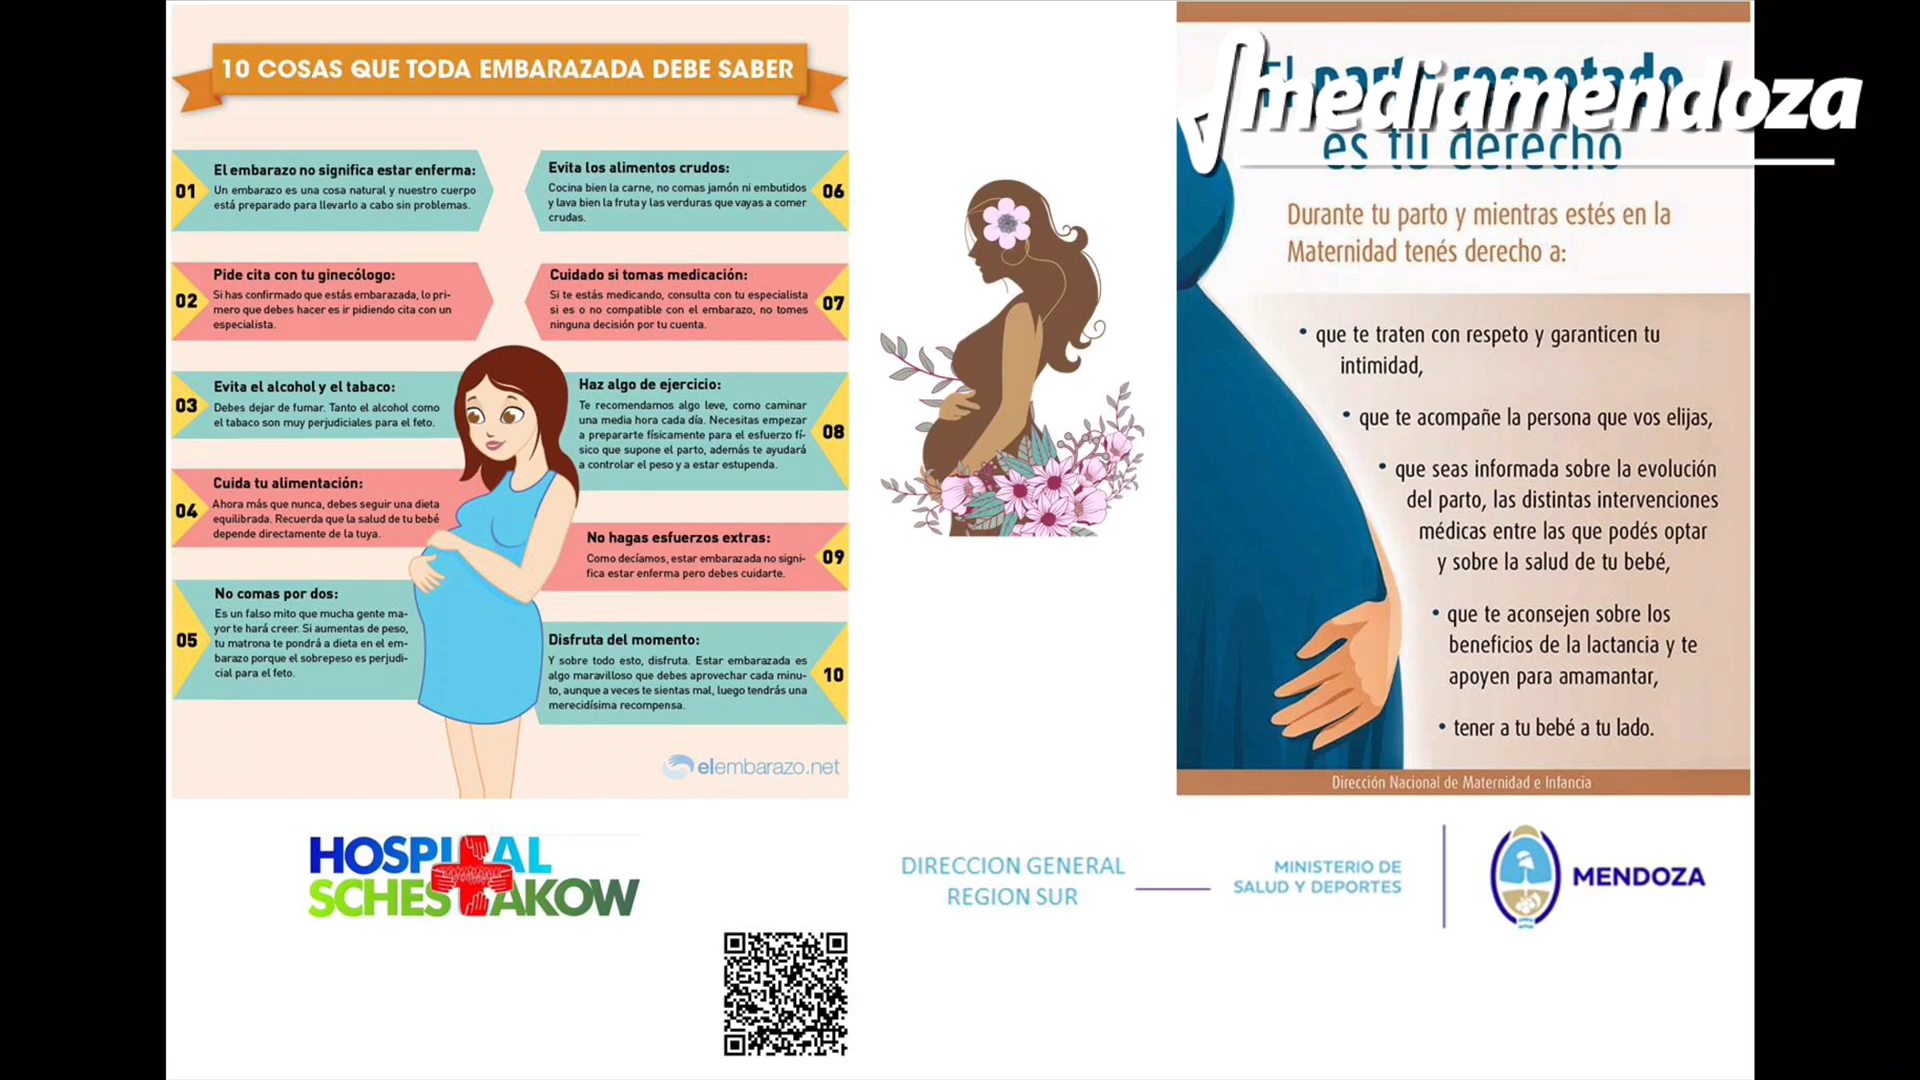 10 COSAS QUE TODA EMBARAZADA DEBE SABER
01
El embarazo no significa estar enferma:
Un embarazo es una cosa natural y nuestro cuerpo
está preparado para llevarlo a cabo sin problemas.
02
Pide cita con tu ginecólogo:
Si has confirmado que estás embarazada, lo pri-
mero que debes hacer es ir pidiendo cita con un
especialista.
03
Evita el alcohol y el tabaco:
Debes dejar de fumar. Tanto el alcohol como
el tabaco son muy perjudiciales para el feto.
04
Cuida tu alimentación:
Ahora más que nunca, debes seguir una dieta
equilibrada. Recuerda que la salud de tu bebé
depende directamente de la tuya.
05
No comas por dos:
Es un falso mito que mucha gente ma-
yor te hará creer. Si aumentas de peso,
tu matrona te pondrá a dieta en el em-
barazo porque el sobrepeso es perjudi-
cial para el feto.
06
Evita los alimentos crudos:
Cocina bien la carne, no comas jamón ni embutidos
y lava bien la fruta y las verduras que vayas a comer
crudas.
07
Cuidado si tomas medicación:
Si te estás medicando, consulta con tu especialista
si es o no compatible con el embarazo, no tomes
ninguna decisión por tu cuenta.
08
Haz algo de ejercicio:
Te recomendamos algo leve, como caminar
una media hora cada día. Necesitas empezar
a prepararte físicamente para el esfuerzo fí-
sico que supone el parto, además te ayudará
a controlar el peso y a estar estupenda.
09
No hagas esfuerzos extras:
Como decíamos, estar embarazada no signi-
fica estar enferma pero debes cuidarte.
10
Disfruta del momento:
Y sobre todo esto, disfruta. Estar embarazada es
algo maravilloso que debes aprovechar cada minu-
to, aunque a veces te sientas mal, luego tendrás una
merecidísima recompensa.
elembarazo.net
El parto respetado
mediamendoza
es tu derecho
Durante tu parto y mientras estés en la
Maternidad tenés derecho a:
• que te traten con respeto y garanticen tu
intimidad,
• que te acompañe la persona que vos elijas,
• que seas informada sobre la evolución
del parto, las distintas intervenciones
médicas entre las que podés optar
y sobre la salud de tu bebé,
• que te aconsejen sobre los
beneficios de la lactancia y te
apoyen para amamantar,
• tener a tu bebé a tu lado.
Dirección Nacional de Maternidad e Infancia
HOSPITAL
SCHESTAKOW
DIRECCION GENERAL
REGION SUR
MINISTERIO DE
SALUD Y DEPORTES
MENDOZA